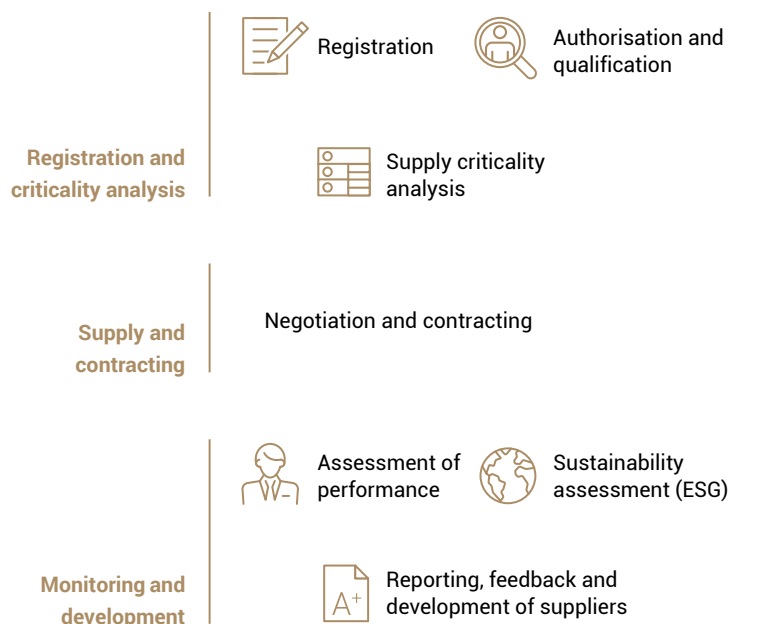 Registration
Authorisation and
qualification
Registration and
criticality analysis
Supply criticality
analysis
Negotiation and contracting
Supply and
contracting
Assessment of
performance
Sustainability
assessment (ESG)
Monitoring and
development
A+
Reporting, feedback and
development of suppliers